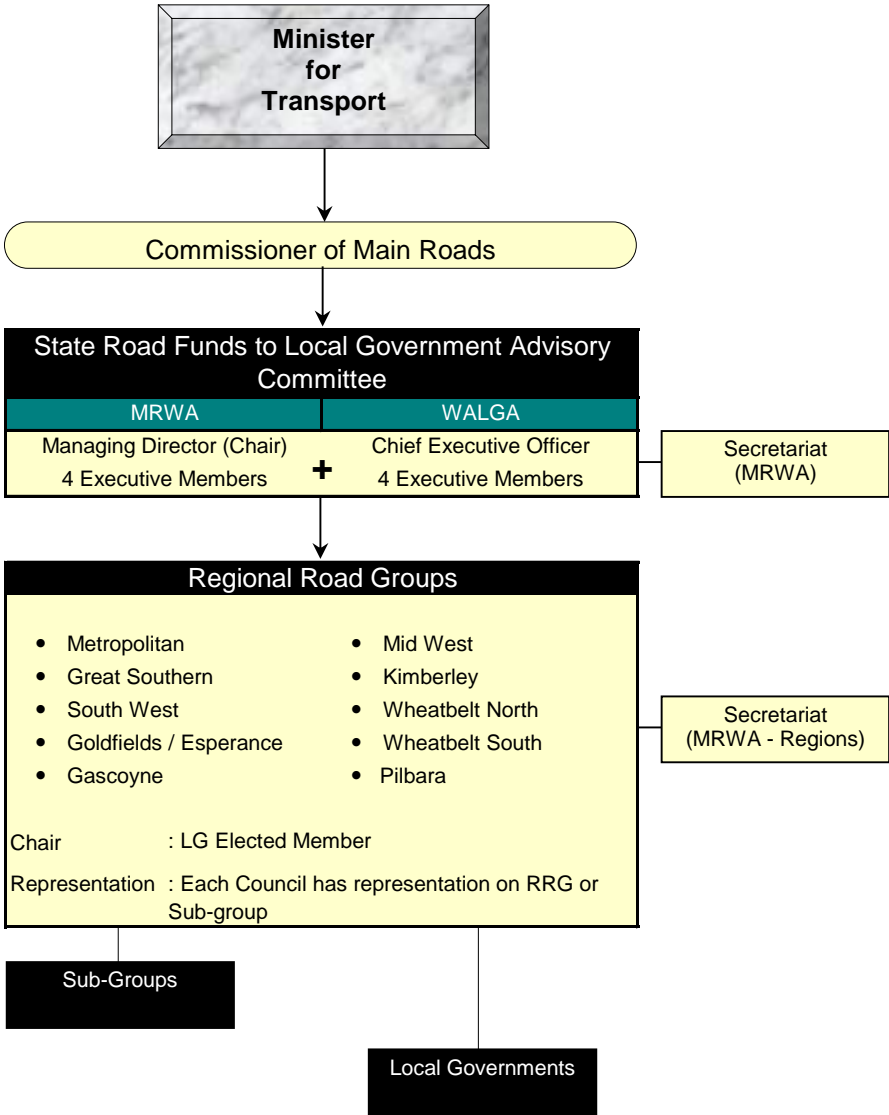 Minister
for
Transport
Commissioner of Main Roads
State Road Funds to Local Government Advisory
Committee
MRWA
WALGA
Managing Director (Chair)
4 Executive Members
+
Chief Executive Officer
4 Executive Members
Secretariat
(MRWA)
Regional Road Groups
• Metropolitan
• Great Southern
• South West
• Goldfields / Esperance
• Gascoyne
• Mid West
• Kimberley
• Wheatbelt North
• Wheatbelt South
• Pilbara
Secretariat
(MRWA - Regions)
Chair : LG Elected Member
Representation : Each Council has representation on RRG or
Sub-group
Sub-Groups
Local Governments